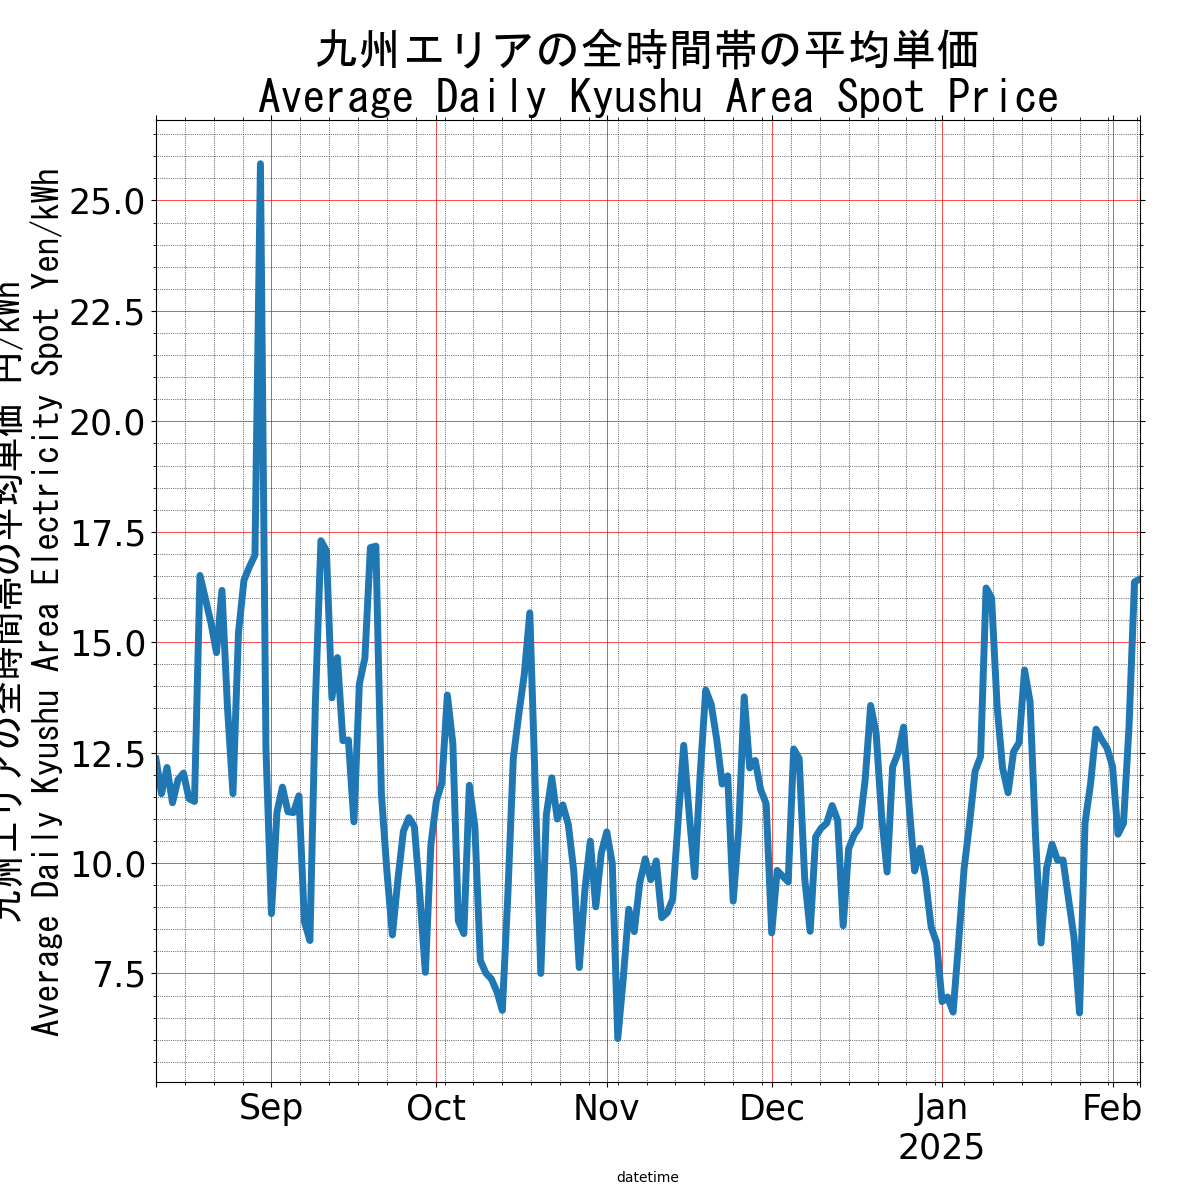 九州エリアの全時間帯の平均単価
Average Daily Kyushu Area Spot Price
九州エリアの全時間帯の平均単価 円/kWh
Average Daily Kyushu Area Area Electricity Spot Yen/kWh
25.0
22.5
20.0
17.5
15.0
12.5
10.0
7.5
Sep
Oct
Nov
Dec
Jan
2025
Feb
datetime